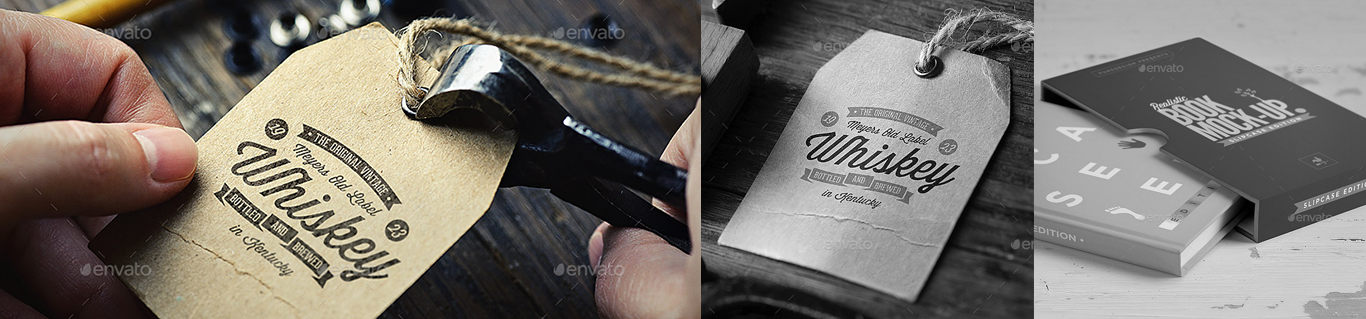 THE ORIGINAL VINTAGE
19
Meyers Old Label
23
Whiskey
BOTTLED AND BREWED
in Kentucky
THE ORIGINAL VINTAGE
19
Meyers Old Label
23
Whiskey
BOTTLED AND BREWED
in Kentucky
Realistic
BOOK
MOCK-UP
SLIPCASE EDITION
CA
SE
EDITION
SLIPCASE EDITION
envato
envato
envato
envato
envato
envato
envato
envato
envato
envato